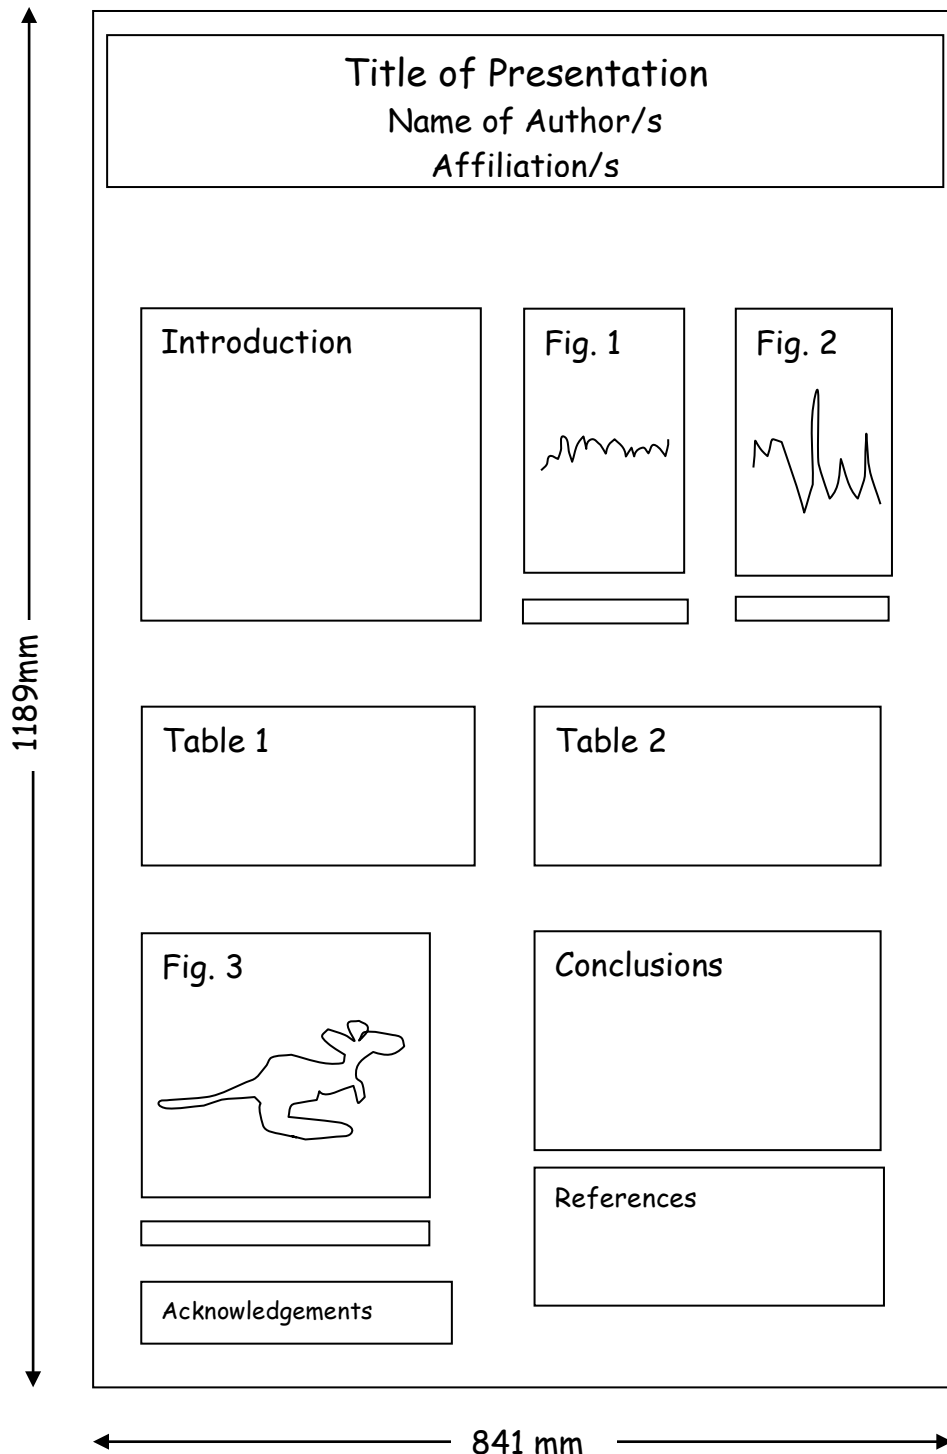 Title of Presentation
Name of Author/s
Affiliation/s
Introduction
Fig. 1
Fig. 2
1189mm
Table 1
Table 2
Fig. 3
Conclusions
References
Acknowledgements
841 mm